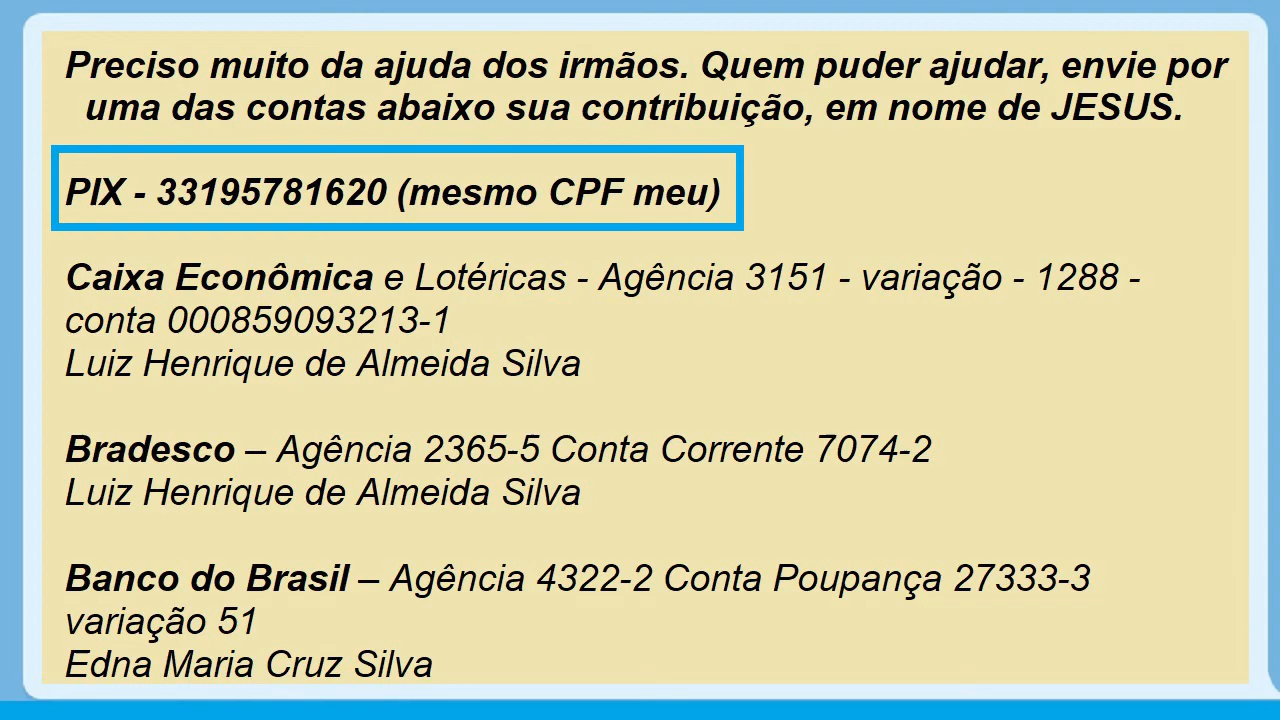 Preciso muito da ajuda dos irmãos. Quem puder ajudar, envie por
uma das contas abaixo sua contribuição, em nome de JESUS.
PIX - 33195781620 (mesmo CPF meu)
Caixa Econômica e Lotéricas - Agência 3151 - variação - 1288 -
conta 000859093213-1
Luiz Henrique de Almeida Silva
Bradesco – Agência 2365-5 Conta Corrente 7074-2
Luiz Henrique de Almeida Silva
Banco do Brasil – Agência 4322-2 Conta Poupança 27333-3
variação 51
Edna Maria Cruz Silva